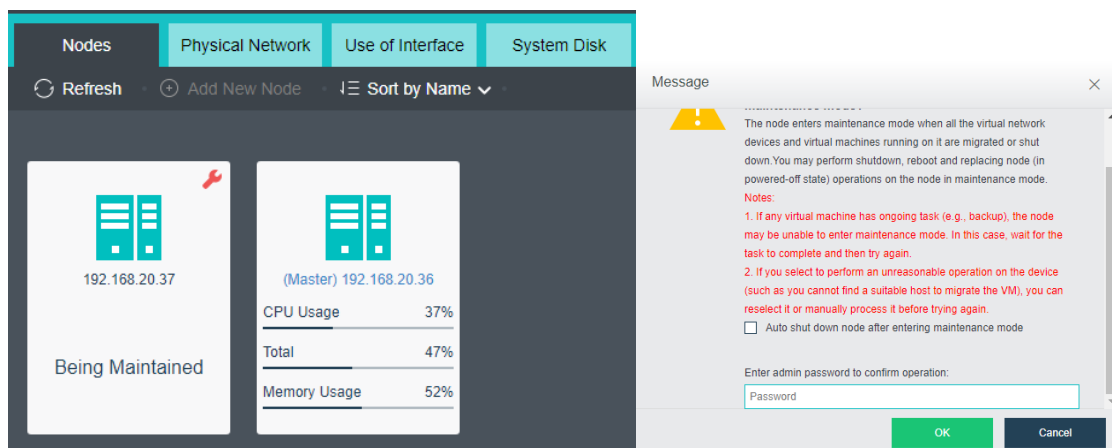 Nodes
Physical Network
Use of Interface
System Disk
Refresh
Add New Node
Sort by Name
192.168.20.37
Being Maintained
(Master) 192.168.20.36
CPU Usage 37%
Total 47%
Memory Usage 52%
Message
The node enters maintenance mode when all the virtual network
devices and virtual machines running on it are migrated or shut
down.You may perform shutdown, reboot and replacing node (in
powered-off state) operations on the node in maintenance mode.
Notes:
1. If any virtual machine has ongoing task (e.g., backup), the node
may be unable to enter maintenance mode. In this case, wait for the
task to complete and then try again.
2. If you select to perform an unreasonable operation on the device
(such as you cannot find a suitable host to migrate the VM), you can
reselect it or manually process it before trying again.
Auto shut down node after entering maintenance mode
Enter admin password to confirm operation:
Password
OK
Cancel